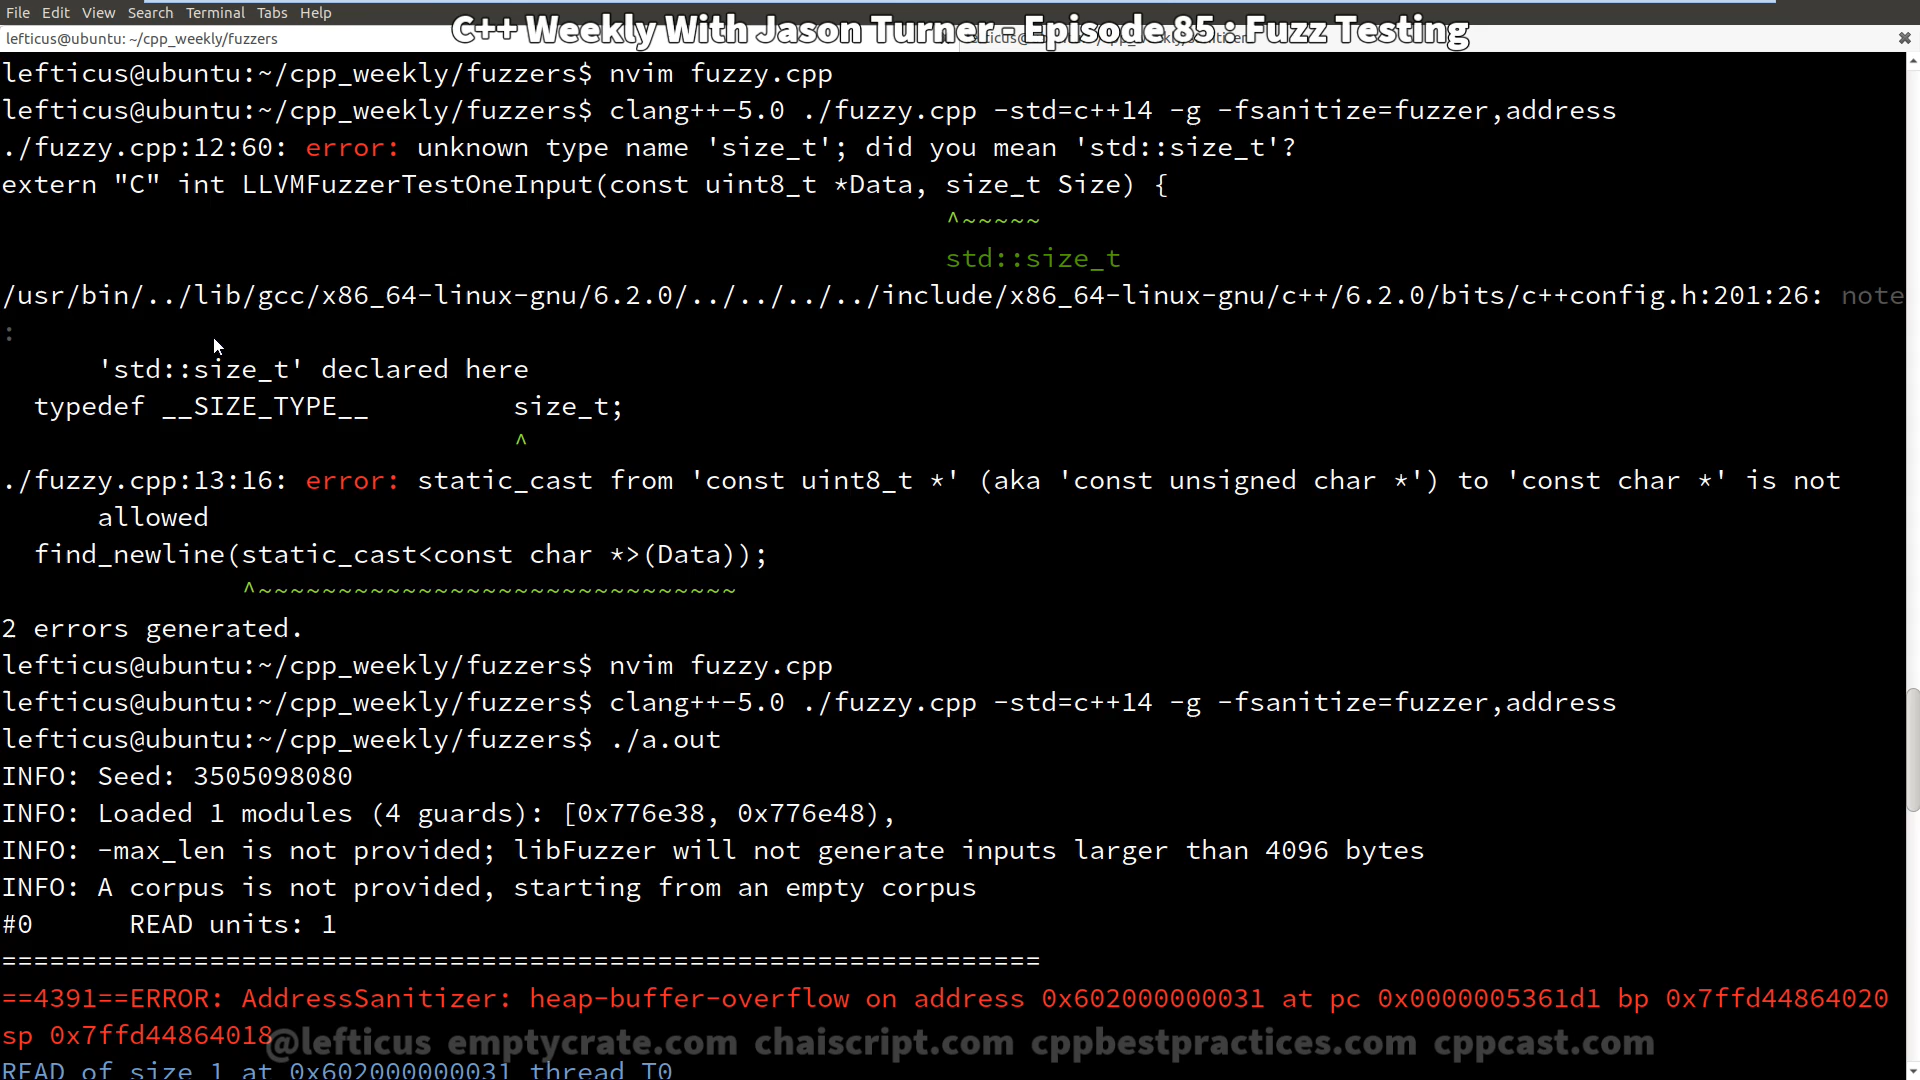 File Edit View Search Terminal Tabs Help
C++ Weekly With Jason Turner - Episode 85 : Fuzz Testing
lefticus@ubuntu: ~/cpp_weekly/fuzzers
lefticus@ubuntu:~/cpp_weekly/fuzzers$ nvim fuzzy.cpp
lefticus@ubuntu:~/cpp_weekly/fuzzers$ clang++-5.0 ./fuzzy.cpp -std=c++14 -g -fsanitize=fuzzer,address
./fuzzy.cpp:12:60: error: unknown type name 'size_t'; did you mean 'std::size_t'?
extern "C" int LLVMFuzzerTestOneInput(const uint8_t *Data, size_t Size) {
^~~~~~
std::size_t
/usr/bin/../lib/gcc/x86_64-linux-gnu/6.2.0/../../../../include/x86_64-linux-gnu/c++/6.2.0/bits/c++config.h:201:26: note
:
'std::size_t' declared here
typedef __SIZE_TYPE__ size_t;
^
./fuzzy.cpp:13:16: error: static_cast from 'const uint8_t *' (aka 'const unsigned char *') to 'const char *' is not
allowed
find_newline(static_cast<const char *>(Data));
^~~~~~~~~~~~~~~~~~~~~~~~~~~~~~~
2 errors generated.
lefticus@ubuntu:~/cpp_weekly/fuzzers$ nvim fuzzy.cpp
lefticus@ubuntu:~/cpp_weekly/fuzzers$ clang++-5.0 ./fuzzy.cpp -std=c++14 -g -fsanitize=fuzzer,address
lefticus@ubuntu:~/cpp_weekly/fuzzers$ ./a.out
INFO: Seed: 3505098080
INFO: Loaded 1 modules (4 guards): [0x776e38, 0x776e48),
INFO: -max_len is not provided; libFuzzer will not generate inputs larger than 4096 bytes
INFO: A corpus is not provided, starting from an empty corpus
#0 READ units: 1
=================================================================
==4391==ERROR: AddressSanitizer: heap-buffer-overflow on address 0x602000000031 at pc 0x0000005361d1 bp 0x7ffd44864020
sp 0x7ffd44864018
@lefticus emptycrate.com chaiscript.com cppbestpractices.com cppcast.com
READ of size 1 at 0x602000000031 thread T0